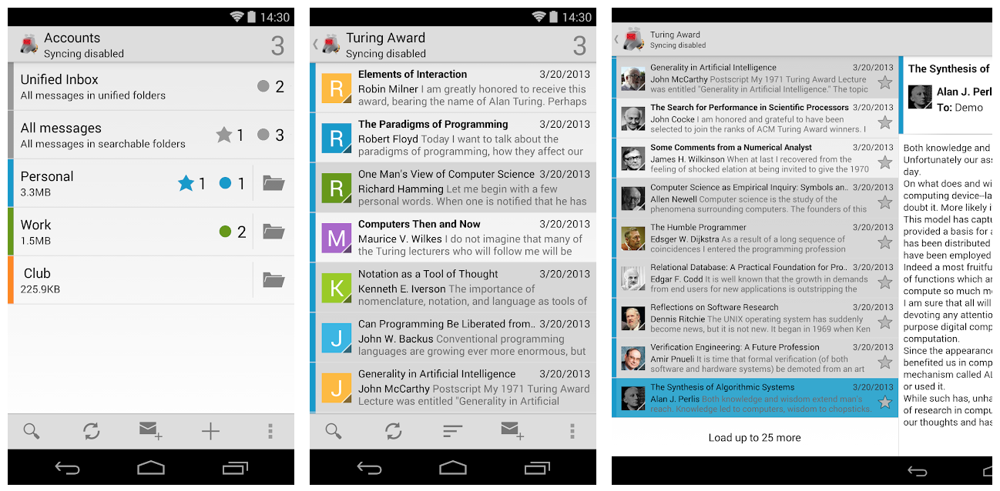 14:30
Accounts
Syncing disabled
3
Unified Inbox
All messages in unified folders
2
All messages
All messages in searchable folders
1
3
Personal
3.3MB
1
1
Work
1.5MB
2
Club
225.9KB
14:30
Turing Award
Syncing disabled
3
R
Elements of Interaction 3/20/2013
Robin Milner I am greatly honored to receive this
award, bearing the name of Alan Turing. Perhaps
R
The Paradigms of Programming 3/20/2013
Robert Floyd Today I want to talk about the
paradigms of programming, how they affect our
R
One Man's View of Computer Science 3/20/2013
Richard Hamming Let me begin with a few
personal words. When one is notified that he has
M
Computers Then and Now 3/20/2013
Maurice V. Wilkes I do not imagine that many of
the Turing lecturers who will follow me will be
K
Notation as a Tool of Thought 3/20/2013
Kenneth E. Iverson The importance of
nomenclature, notation, and language as tools of
J
Can Programming Be Liberated from.. 3/20/2013
John W. Backus Conventional programming
languages are growing ever more enormous, but
J
Generality in Artificial Intelligence 3/20/2013
John McCarthy Postscript My 1971 Turing Award
Lecture was entitled "Generality in Artificial
Turing Award
Syncing disabled
Generality in Artificial Intelligence 3/20/2013
John McCarthy Postscript My 1971 Turing Award Lecture
was entitled "Generality in Artificial Intelligence." The topic
The Search for Performance in Scientific Processors 3/20/2013
John Cocke I am honored and grateful to have been
selected to join the ranks of ACM Turing Award winners. I
Some Comments from a Numerical Analyst 3/20/2013
James H. Wilkinson When at last I recovered from the
feeling of shocked elation at being invited to give the 1970
Computer Science as Empirical Inquiry: Symbols an.. 3/20/2013
Allen Newell Computer science is the study of the
phenomena surrounding computers. The founders of this
The Humble Programmer 3/20/2013
Edsger W. Dijkstra As a result of a long sequence of
coincidences I entered the programming profession
Relational Database: A Practical Foundation for Pro.. 3/20/2013
Edgar F. Codd It is well known that the growth in demands
from end users for new applications is outstripping the
Reflections on Software Research 3/20/2013
Dennis Ritchie The UNIX operating system has suddenly
become news, but it is not new. It began in 1969 when Ken
Verification Engineering: A Future Profession 3/20/2013
Amir Pnueli It is time that formal verification (of both
software and hardware systems) be demoted from an art
The Synthesis of Algorithmic Systems 3/20/2013
Alan J. Perlis Both knowledge and wisdom extend man's
reach. Knowledge led to computers, wisdom to chopsticks.
Load up to 25 more
The Synthesis of
Alan J. Perl
To: Demo
Both knowledge and
Unfortunately our ass
day.
On what does and wi
computing device--la
doubt it. More likely it
This model has captu
provided a basis for a
has been distributed
have been employed
Indeed a most fruitfu
of functions which ar
compute so much mo
I am sure that all will
devoting any attentio
purpose digital comp
computation.
Since the appearance
benefited us in comp
mechanism called AL
or used it.
While such has, unha
of research in compu
our thoughts and has